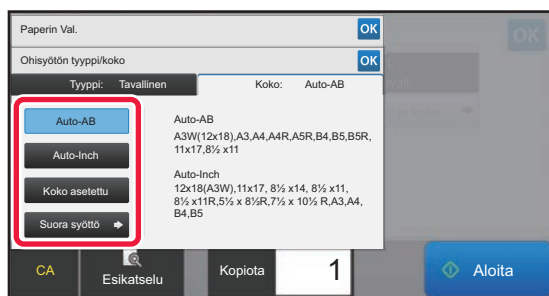 Paperin Val.
OK
OK
Ohisyötön tyyppi/koko
OK
Tyyppi: Tavallinen
Koko: Auto-AB
Auto-AB
Auto-Inch
Koko asetettu
Suora syöttö
Auto-AB
A3W(12x18),A3,A4,A4R,A5R,B4,B5,B5R,
11x17,8½ x11
Auto-Inch
12x18(A3W),11x17, 8½ x14, 8½ x11,
8½ x11R,5½ x 8½R,7½ x 10½ R,A3,A4,
B4,B5
CA
Esikatselu
Kopiota
1
Aloita